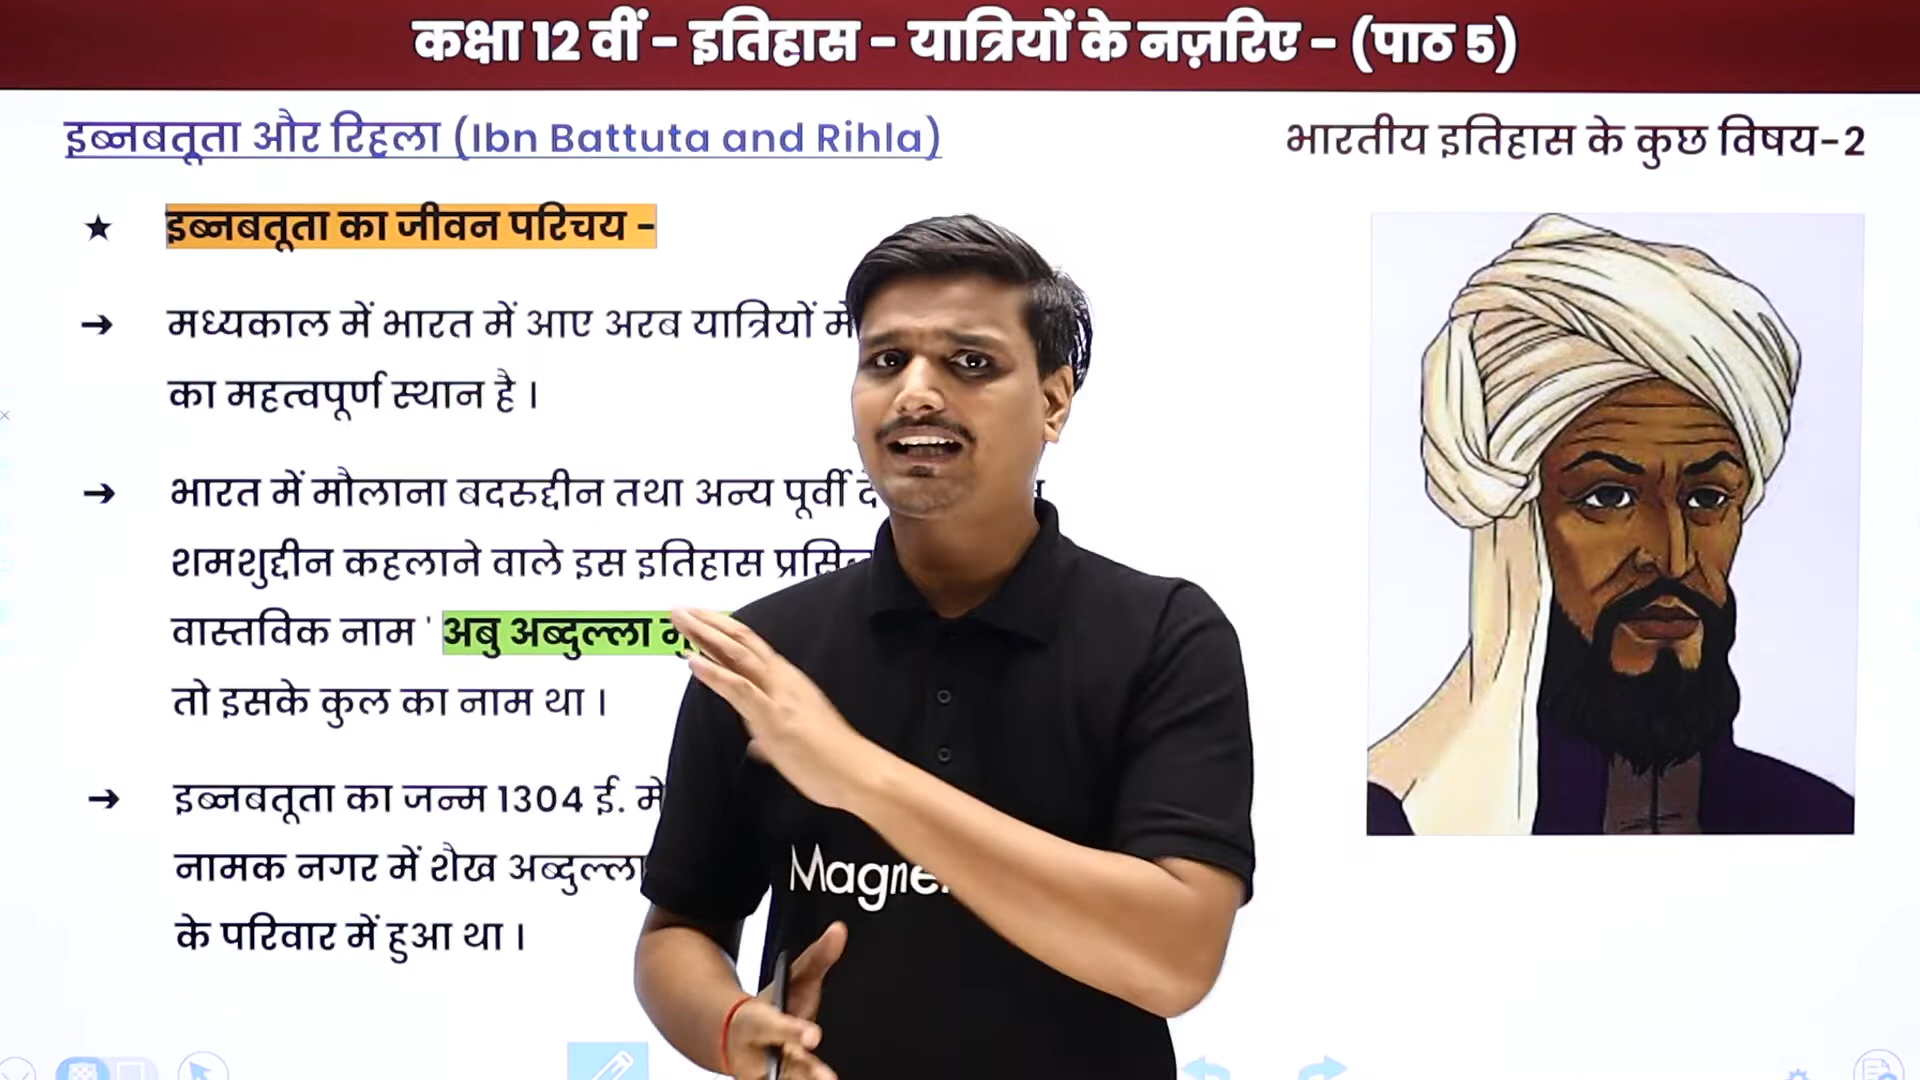 कक्षा 12 वीं - इतिहास - यात्रियों के नज़रिए - (पाठ 5)
इब्नबतूता और रिहला (Ibn Battuta and Rihla)
भारतीय इतिहास के कुछ विषय-2
★ इब्नबतूता का जीवन परिचय -
➔ मध्यकाल में भारत में आए अरब यात्रियों में
का महत्वपूर्ण स्थान है ।
➔ भारत में मौलाना बदरुद्दीन तथा अन्य पूर्वी
शमशुद्दीन कहलाने वाले इस इतिहास
वास्तविक नाम ' अबु अब्दुल्ला
तो इसके कुल का नाम था ।
➔ इब्नबतूता का जन्म 1304 ई. में
नामक नगर में शैख अब्दुल्ला
के परिवार में हुआ था ।